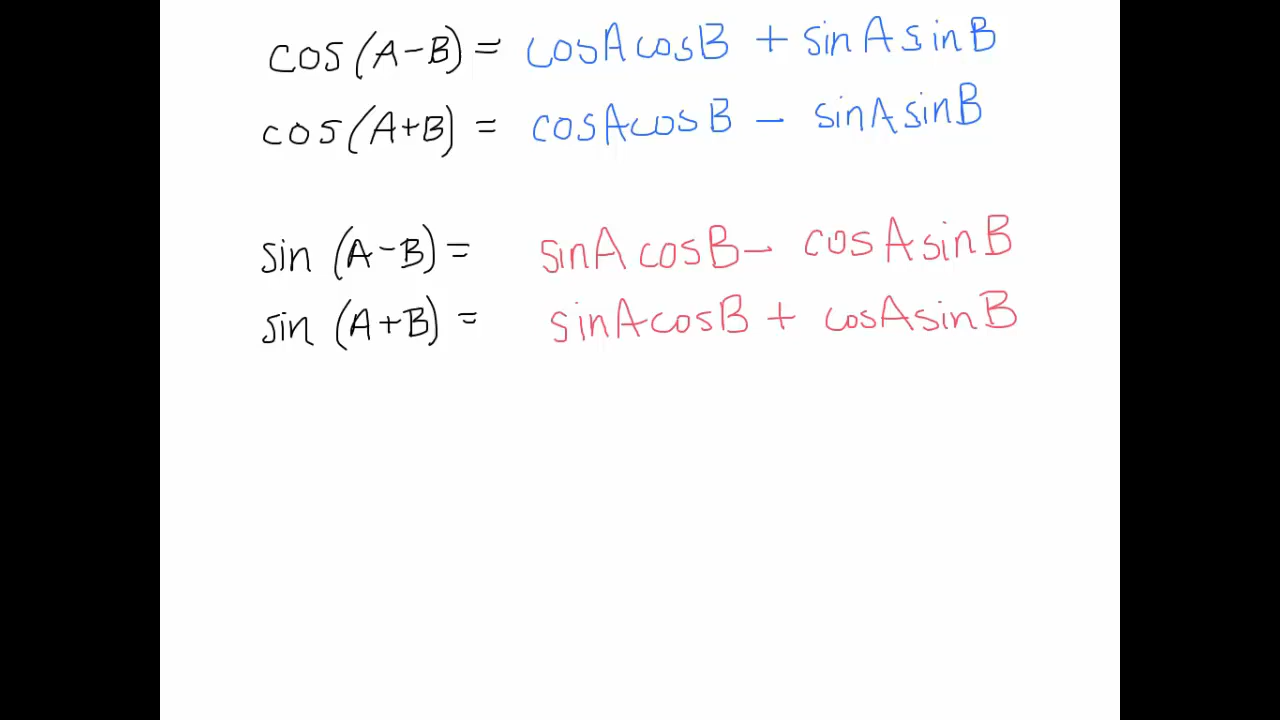 cos(A-B) = cosAcosB + sinAsinB
cos(A+B) = cosAcosB - sinAsinB
sin (A-B) = sinAcosB - cosAsinB
sin (A+B) = sinAcosB + cosAsinB